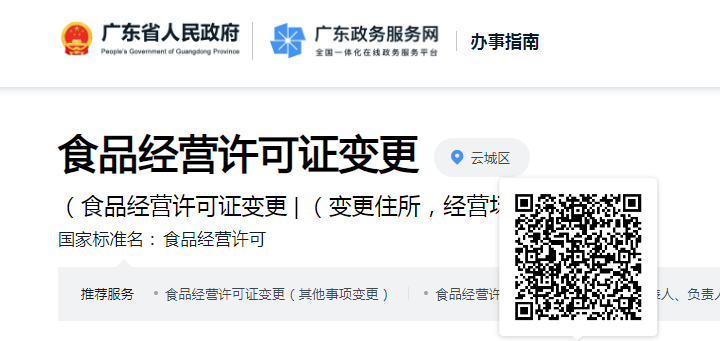 广东省人民政府
People's Government of Guangdong Province
广东政务服务网
全国一体化在线政务服务平台
办事指南
食品经营许可证变更
云城区
（食品经营许可证变更 | （变更住所，经营场
国家标准名： 食品经营许可
推荐服务 • 食品经营许可证变更（其他事项变更） • 食品经营许 人、负责人